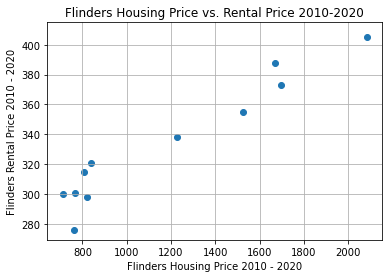 Flinders Housing Price vs. Rental Price 2010-2020
400
380
360
340
320
300
280
Flinders Rental Price 2010 - 2020
800 1000 1200 1400 1600 1800 2000
Flinders Housing Price 2010 - 2020